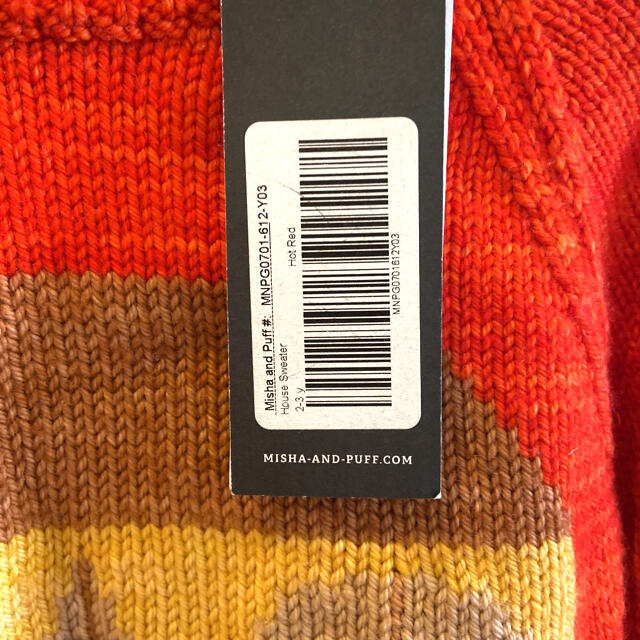 Misha and Puff #: MNPG0701-612-Y03
House Sweater Hot Red
2-3 y
MNPG0701612Y03
MISHA-AND-PUFF.COM